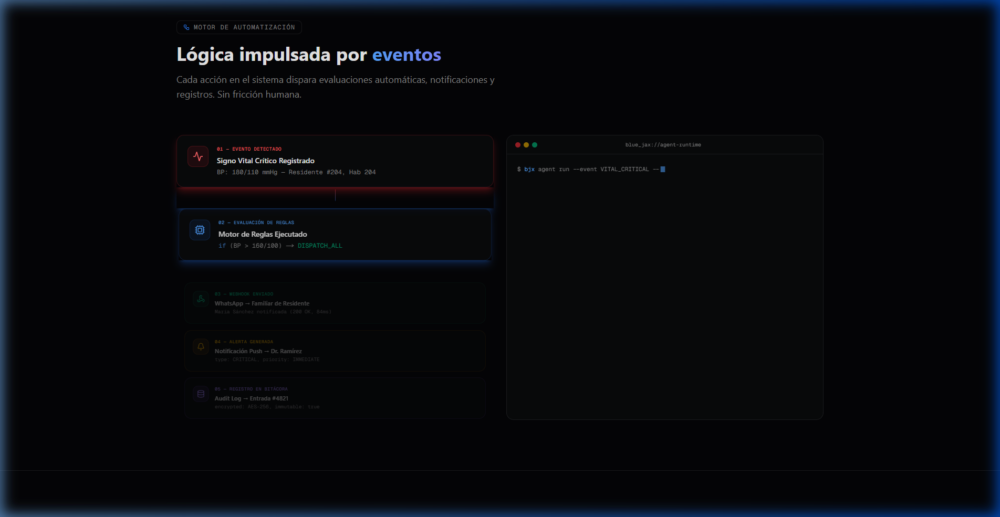 MOTOR DE AUTOMATIZACIÓN
Lógica impulsada por eventos
Cada acción en el sistema dispara evaluaciones automáticas, notificaciones y
registros. Sin fricción humana.
01 — EVENTO DETECTADO
Signo Vital Crítico Registrado
BP: 180/110 mmHg — Residente #204, Hab 204
02 — EVALUACIÓN DE REGLAS
Motor de Reglas Ejecutado
if (BP > 160/100) ⟶ DISPATCH_ALL
03 — WEBHOOK ENVIADO
WhatsApp → Familiar de Residente
María Sánchez notificada (200 OK, 84ms)
04 — ALERTA GENERADA
Notificación Push → Dr. Ramírez
type: CRITICAL, priority: IMMEDIATE
05 — REGISTRO EN BITÁCORA
Audit Log → Entrada #4821
encrypted: AES-256, immutable: true
blue_jax://agent-runtime
$ bjx agent run --event VITAL_CRITICAL --